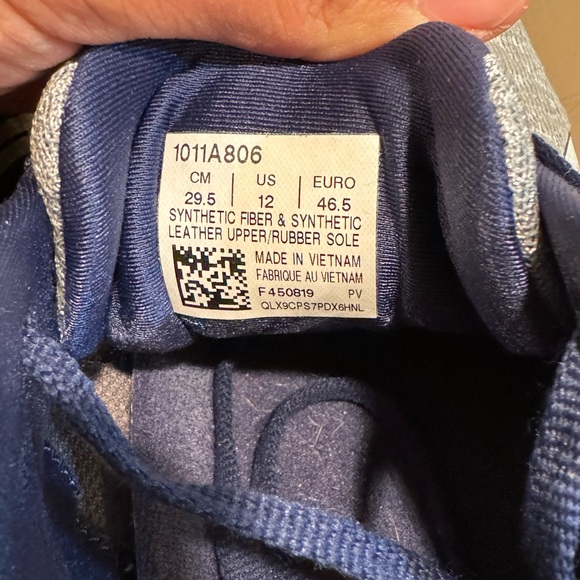 1011A806
CM | US | EURO
29.5 | 12 | 46.5
SYNTHETIC FIBER & SYNTHETIC
LEATHER UPPER/RUBBER SOLE
MADE IN VIETNAM
FABRIQUE AU VIETNAM
F450819 PV
QLX9CPS7PDX6HNL